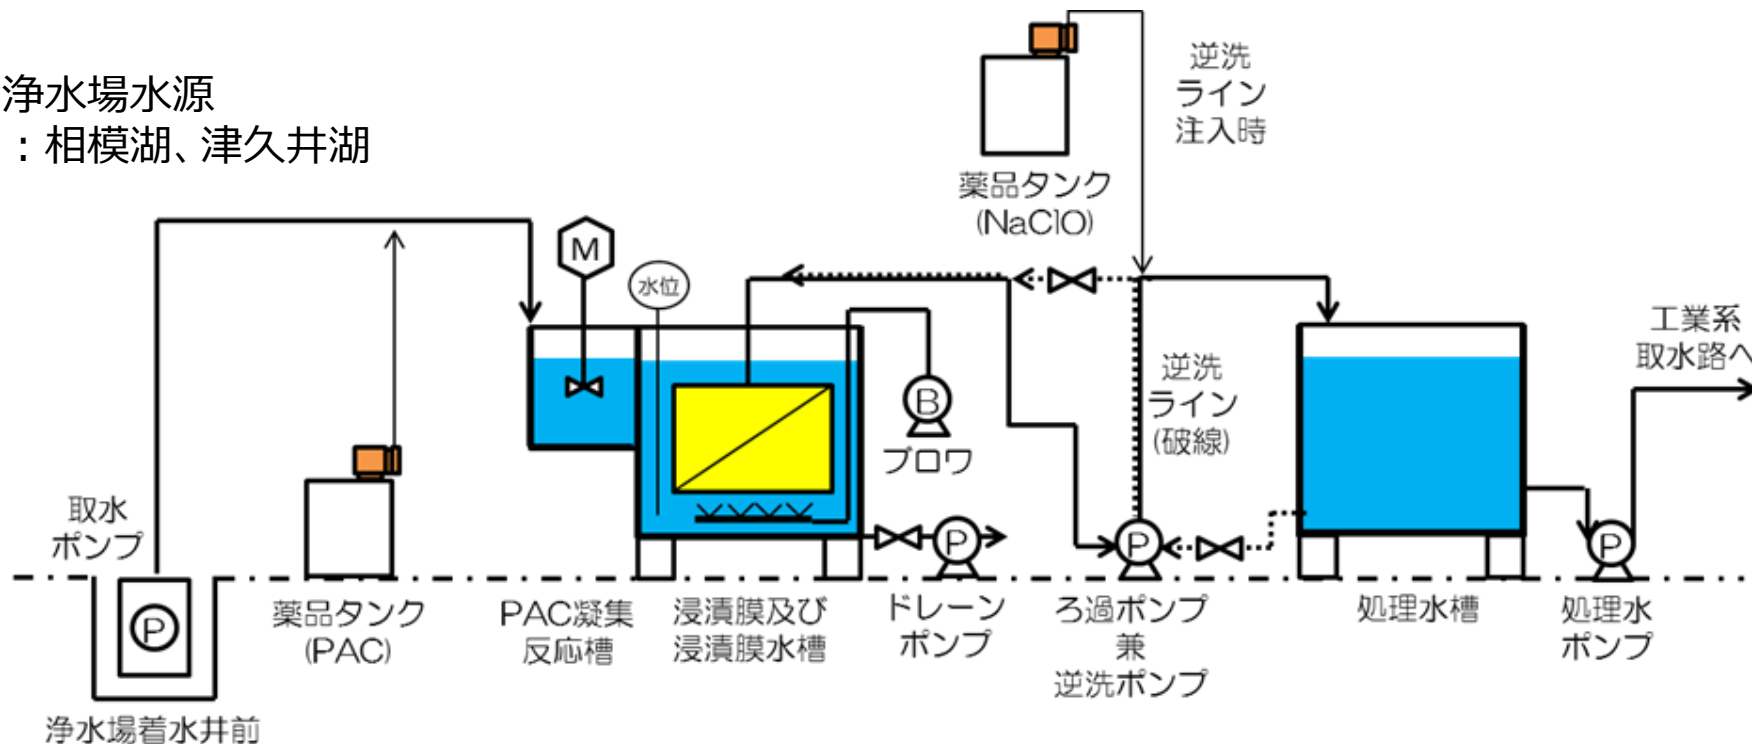 浄水場水源
：相模湖、津久井湖
逆洗
ライン
注入時
薬品タンク
(NaClO)
M
水位
工業系
取水路へ
逆洗
ライン
(破線)
B
ブロワ
取水
ポンプ
P
P
P
P
薬品タンク
(PAC)
PAC凝集
反応槽
浸漬膜及び
浸漬膜水槽
ドレーン
ポンプ
ろ過ポンプ
兼
逆洗ポンプ
処理水槽
処理水
ポンプ
浄水場着水井前